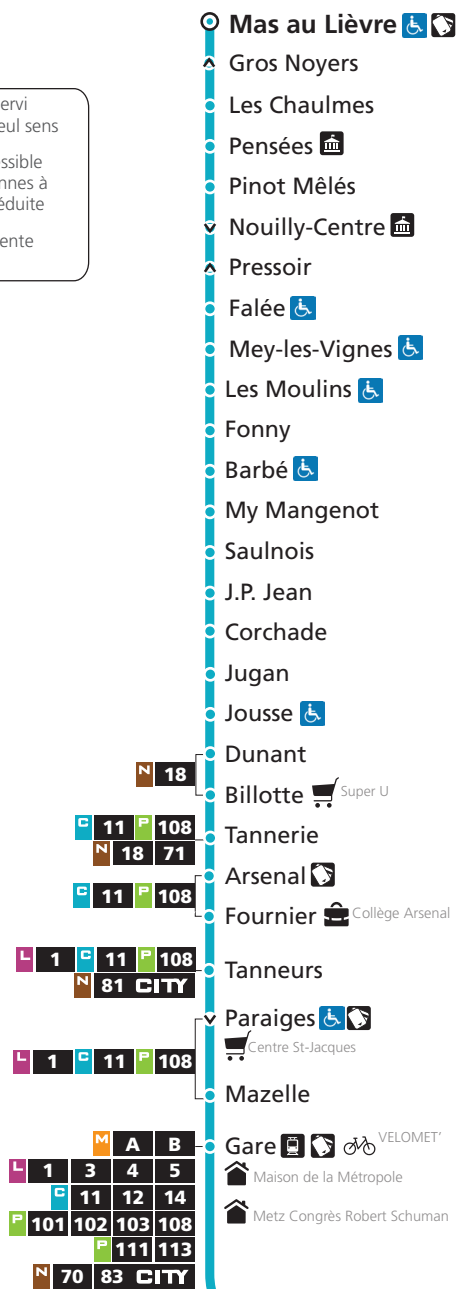 Mas au Lièvre
Gros Noyers
Les Chaulmes
ervi
eul sens
Pensées
ssible
nnes à
éduite
Pinot Mêlés
Nouilly-Centre
ente
Pressoir
Falée
Mey-les-Vignes
Les Moulins
Fonny
Barbé
My Mangenot
Saulnois
J.P. Jean
Corchade
Jugan
Jousse
Dunant
N 18
Billotte Super U
C 11 P 108
Tannerie
N 18 71
Arsenal
C 11 P 108
Fournier Collège Arsenal
L 1 C 11 P 108
Tanneurs
N 81 CITY
Paraiges
Centre St-Jacques
L 1 C 11 P 108
Mazelle
M A B
Gare VELOMET'
L 1 3 4 5
Maison de la Métropole
C 11 12 14
P 101 102 103 108
Metz Congrès Robert Schuman
P 111 113
N 70 83 CITY